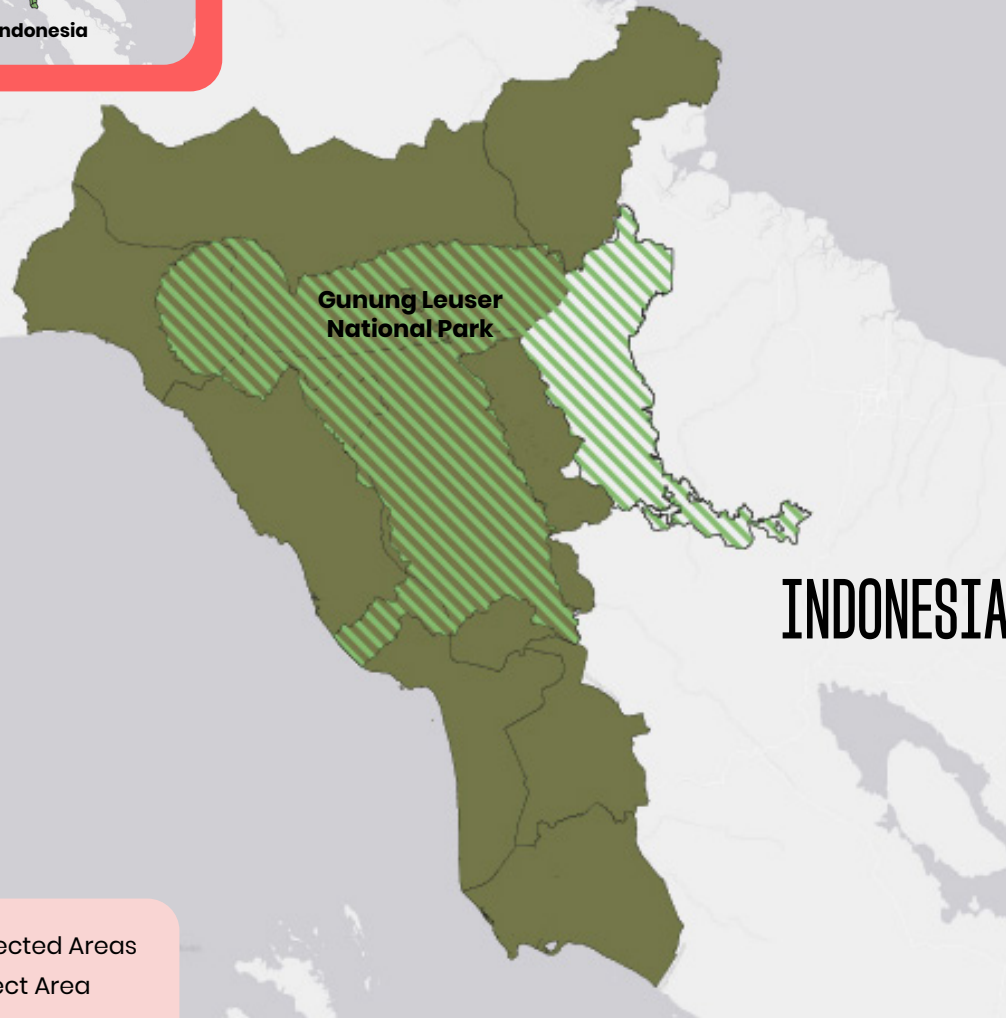 ndonesia
Gunung Leuser
National Park
INDONESIA
ected Areas
ect Area